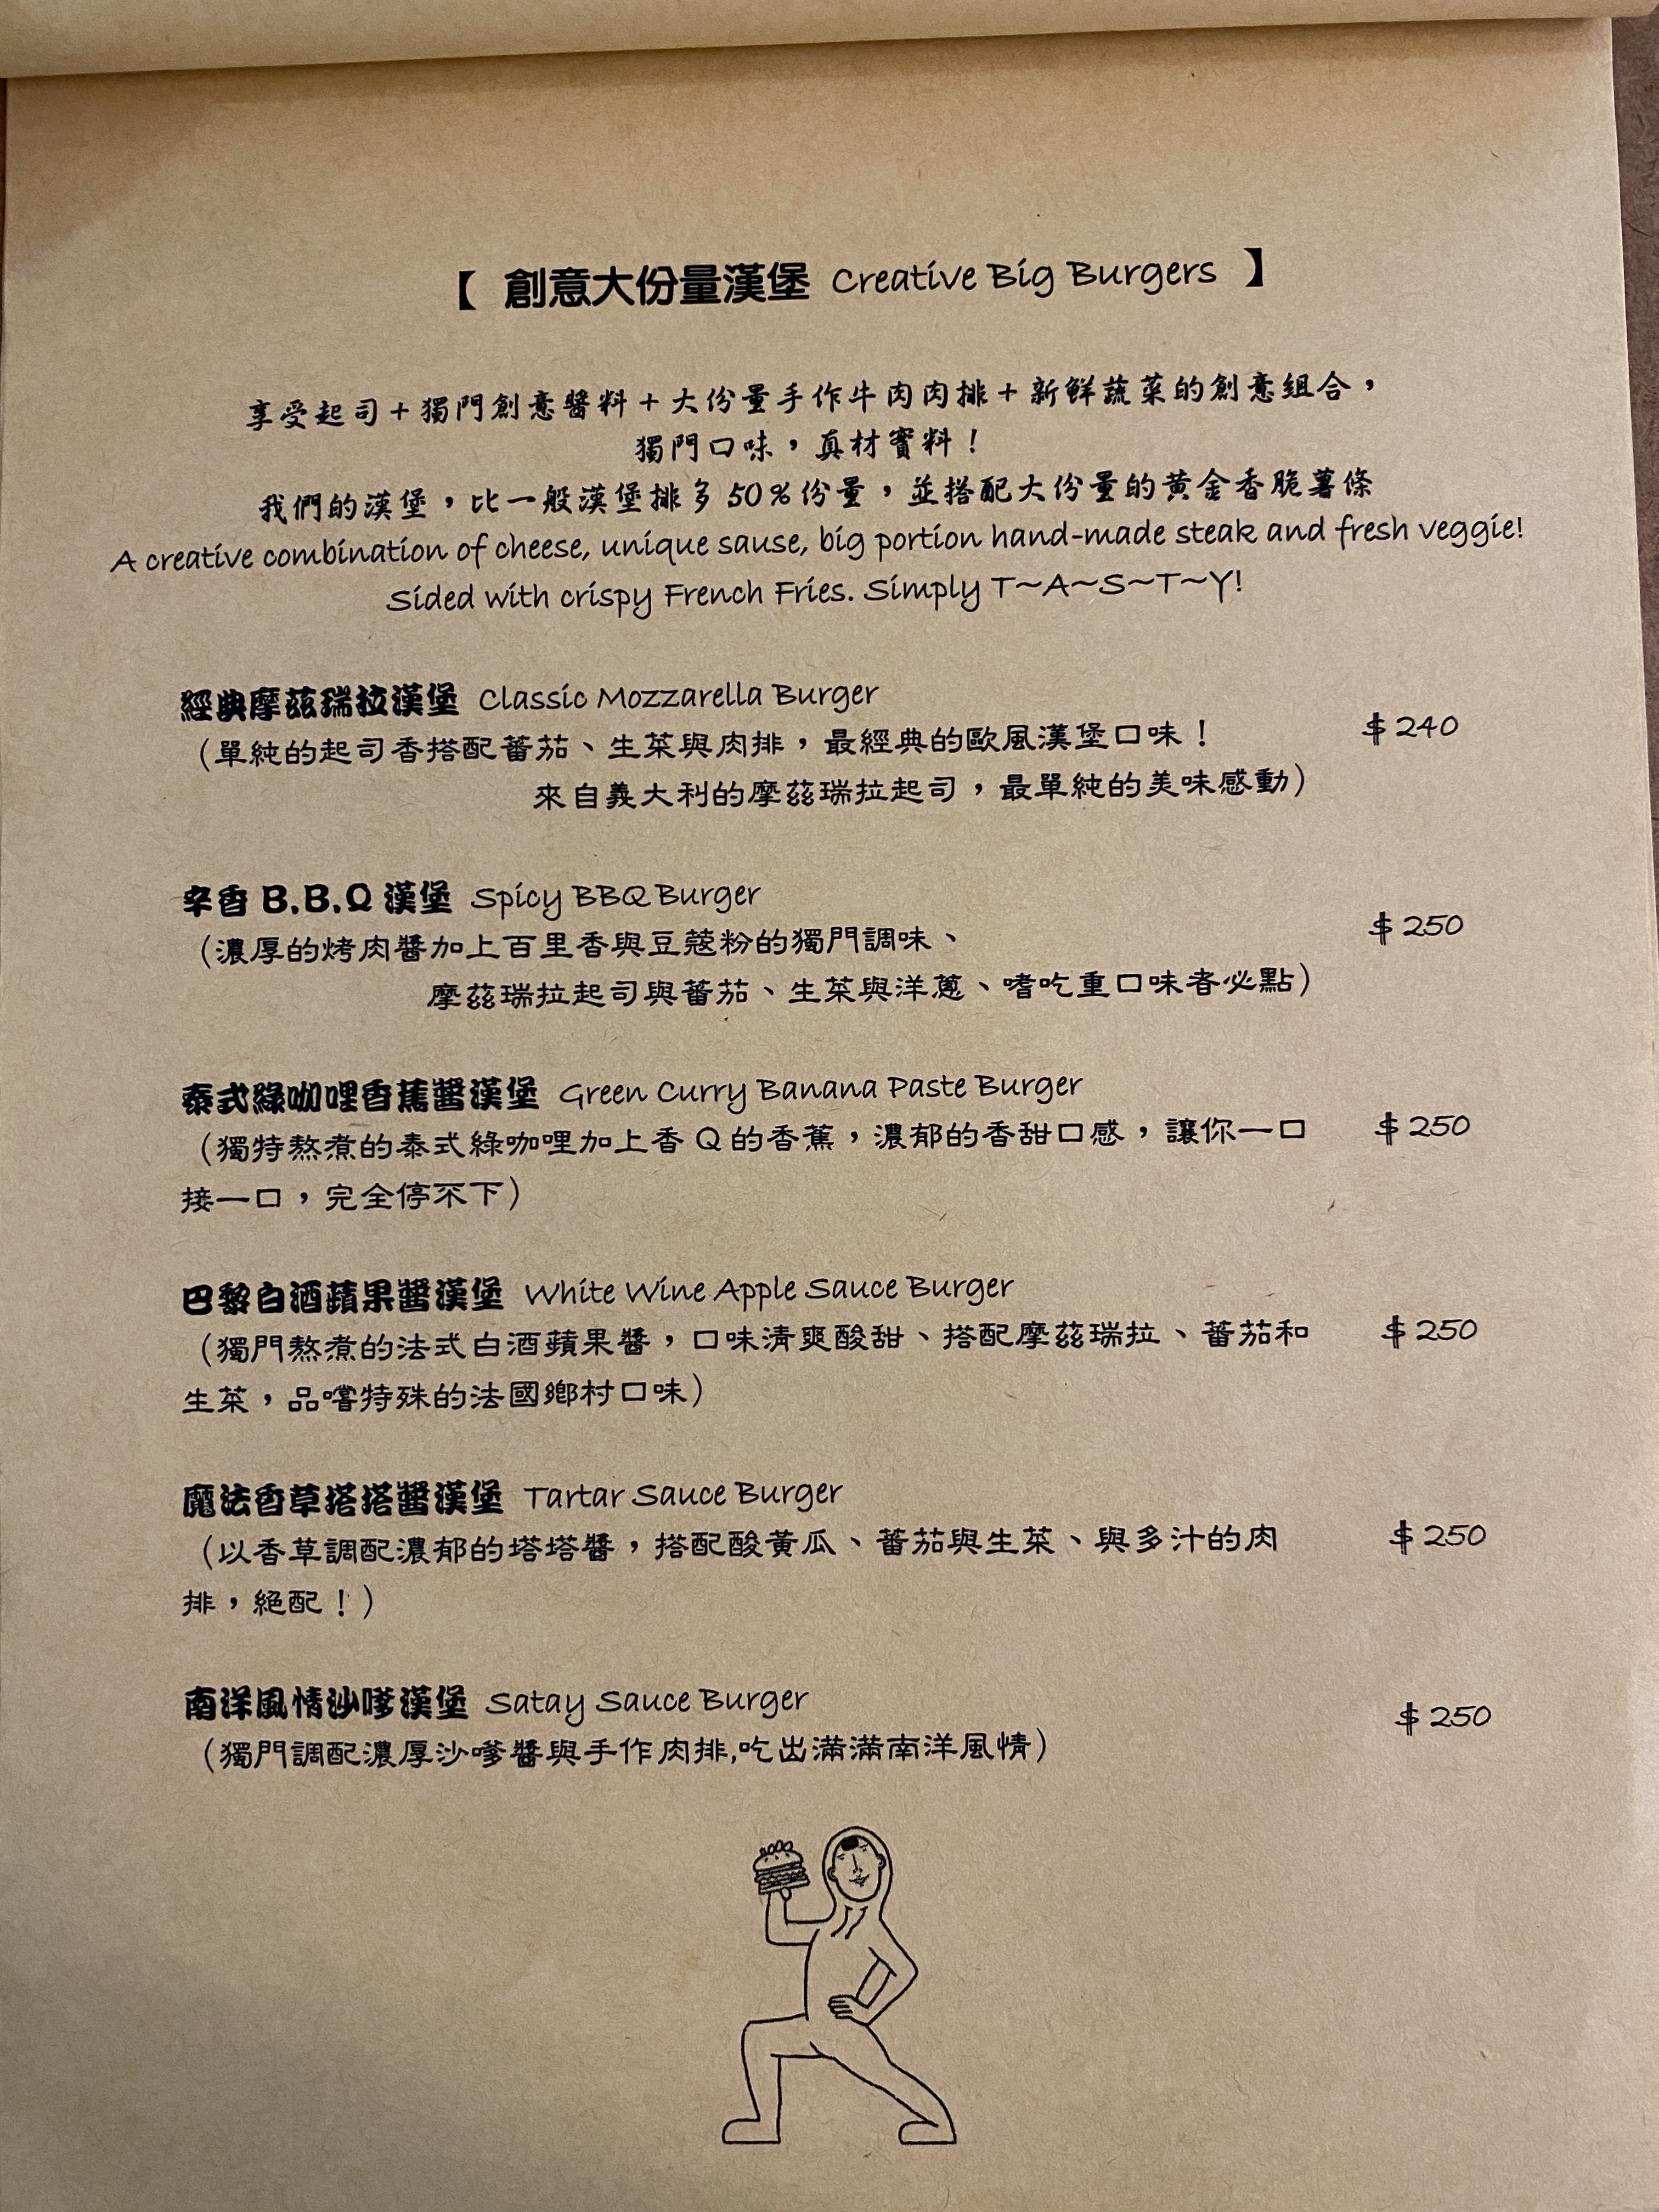 【 創意大份量漢堡 Creative Big Burgers 】
享受起司+獨門創意醬料+大份量手作牛肉肉排+新鮮蔬菜的創意組合,
獨門口味,真材實料!
我們的漢堡,比一般漢堡排多50%份量,並搭配大份量的黃金香脆薯條
A creative combination of cheese, unique sause, big portion hand-made steak and fresh veggie!
Sided with crispy French Fries. Simply T~A~S~T~Y!
經典摩茲瑞拉漢堡 Classic Mozzarella Burger
$240
(單純的起司香搭配蕃茄、生菜與肉排,最經典的歐風漢堡口味!
來自義大利的摩茲瑞拉起司,最單純的美味感動)
辛香 B.B.Q 漢堡 Spicy BBQ Burger
$250
(濃厚的烤肉醬加上百里香與豆蔻粉的獨門調味、
摩茲瑞拉起司與蕃茄、生菜與洋蔥、嗜吃重口味者必點)
泰式綠咖哩香蕉醬漢堡 Green Curry Banana Paste Burger
(獨特熬煮的泰式綠咖哩加上香Q的香蕉,濃郁的香甜口感,讓你一口 $250
接一口,完全停不下)
巴黎白酒蘋果醬漢堡 White Wine Apple Sauce Burger
(獨門熬煮的法式白酒蘋果醬,口味清爽酸甜、搭配摩茲瑞拉、蕃茄和 $250
生菜,品嚐特殊的法國鄉村口味)
魔法香草塔塔醬漢堡 Tartar Sauce Burger
(以香草調配濃郁的塔塔醬,搭配酸黃瓜、蕃茄與生菜、與多汁的肉 $250
排,絕配!)
南洋風情沙嗲漢堡 Satay Sauce Burger
$250
(獨門調配濃厚沙嗲醬與手作肉排,吃出滿滿南洋風情)